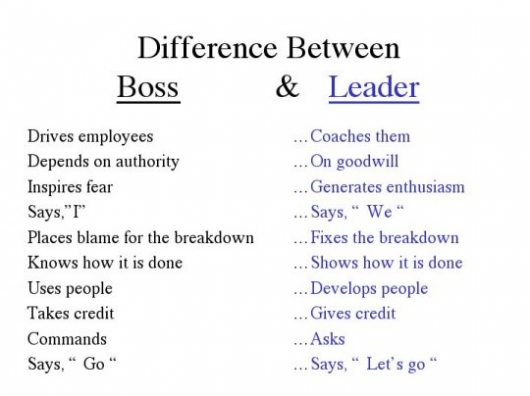 Difference Between
Boss & Leader
Drives employees ...Coaches them
Depends on authority ...On goodwill
Inspires fear ...Generates enthusiasm
Says,”I” ...Says, “ We “
Places blame for the breakdown ...Fixes the breakdown
Knows how it is done ...Shows how it is done
Uses people ...Develops people
Takes credit ...Gives credit
Commands ...Asks
Says, “ Go “ ...Says, “ Let’s go “